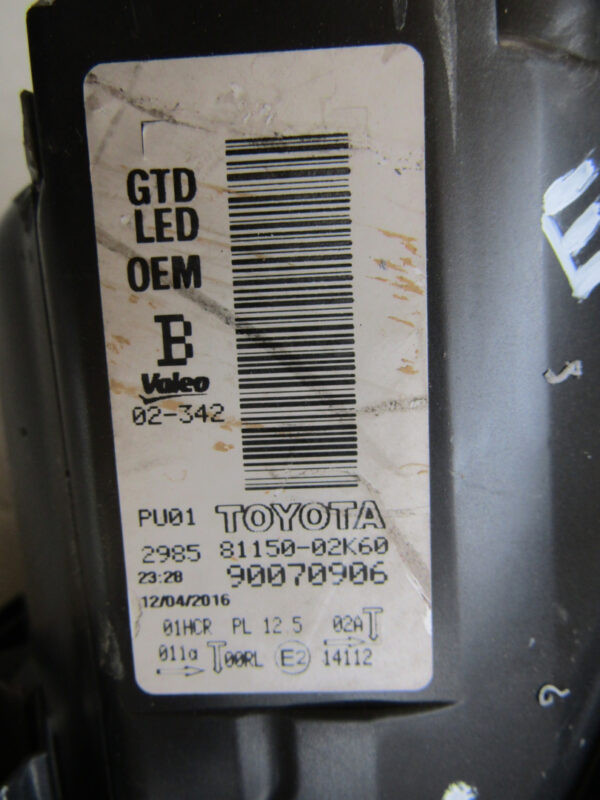 GTD
LED
OEM
B
Valeo
02-342
PU01 TOYOTA
2985 81150-02K60
23:28 90070906
12/04/2016
01HCR PL 12.5 02A
011a 00RL E2 14112